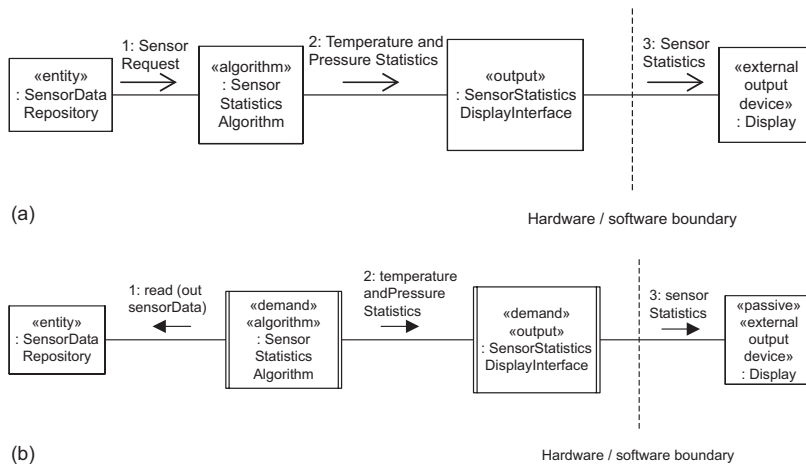 1: Sensor
Request
2: Temperature and
Pressure Statistics
3: Sensor
Statistics
«entity»
: SensorData
Repository
«algorithm»
: Sensor
Statistics
Algorithm
«output»
: SensorStatistics
DisplayInterface
«external
output
device»
: Display
(a)
Hardware / software boundary
1: read (out
sensorData)
2: temperature
andPressure
Statistics
3: sensor
Statistics
«entity»
: SensorData
Repository
«demand»
«algorithm»
: Sensor
Statistics
Algorithm
«demand»
«output»
: SensorStatistics
DisplayInterface
«passive»
«external
output
device»
: Display
(b)
Hardware / software boundary